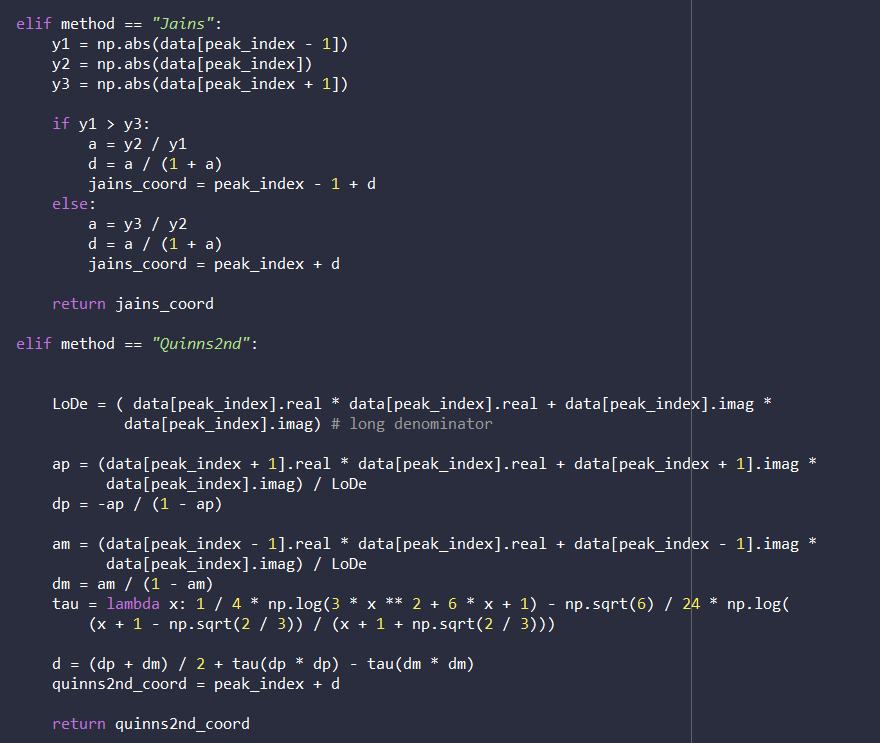 elif method == "Jains":
    y1 = np.abs(data[peak_index - 1])
    y2 = np.abs(data[peak_index])
    y3 = np.abs(data[peak_index + 1])

    if y1 > y3:
        a = y2 / y1
        d = a / (1 + a)
        jains_coord = peak_index - 1 + d
    else:
        a = y3 / y2
        d = a / (1 + a)
        jains_coord = peak_index + d

    return jains_coord

elif method == "Quinns2nd":

    LoDe = ( data[peak_index].real * data[peak_index].real + data[peak_index].imag *
            data[peak_index].imag) # long denominator

    ap = (data[peak_index + 1].real * data[peak_index].real + data[peak_index + 1].imag *
          data[peak_index].imag) / LoDe
    dp = -ap / (1 - ap)

    am = (data[peak_index - 1].real * data[peak_index].real + data[peak_index - 1].imag *
          data[peak_index].imag) / LoDe
    dm = am / (1 - am)
    tau = lambda x: 1 / 4 * np.log(3 * x ** 2 + 6 * x + 1) - np.sqrt(6) / 24 * np.log(
        (x + 1 - np.sqrt(2 / 3)) / (x + 1 + np.sqrt(2 / 3)))

    d = (dp + dm) / 2 + tau(dp * dp) - tau(dm * dm)
    quinns2nd_coord = peak_index + d

    return quinns2nd_coord